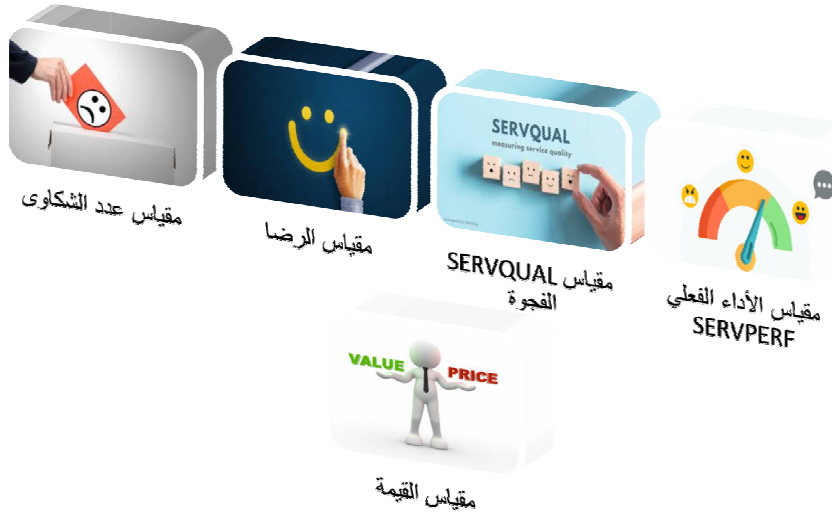 مقياس عدد الشكاوى
مقياس الرضا
SERVQUAL
measuring service quality
مقياس SERVQUAL
الفجوة
مقياس الأداء الفعلي
SERVPERF
VALUE
PRICE
مقياس القيمة